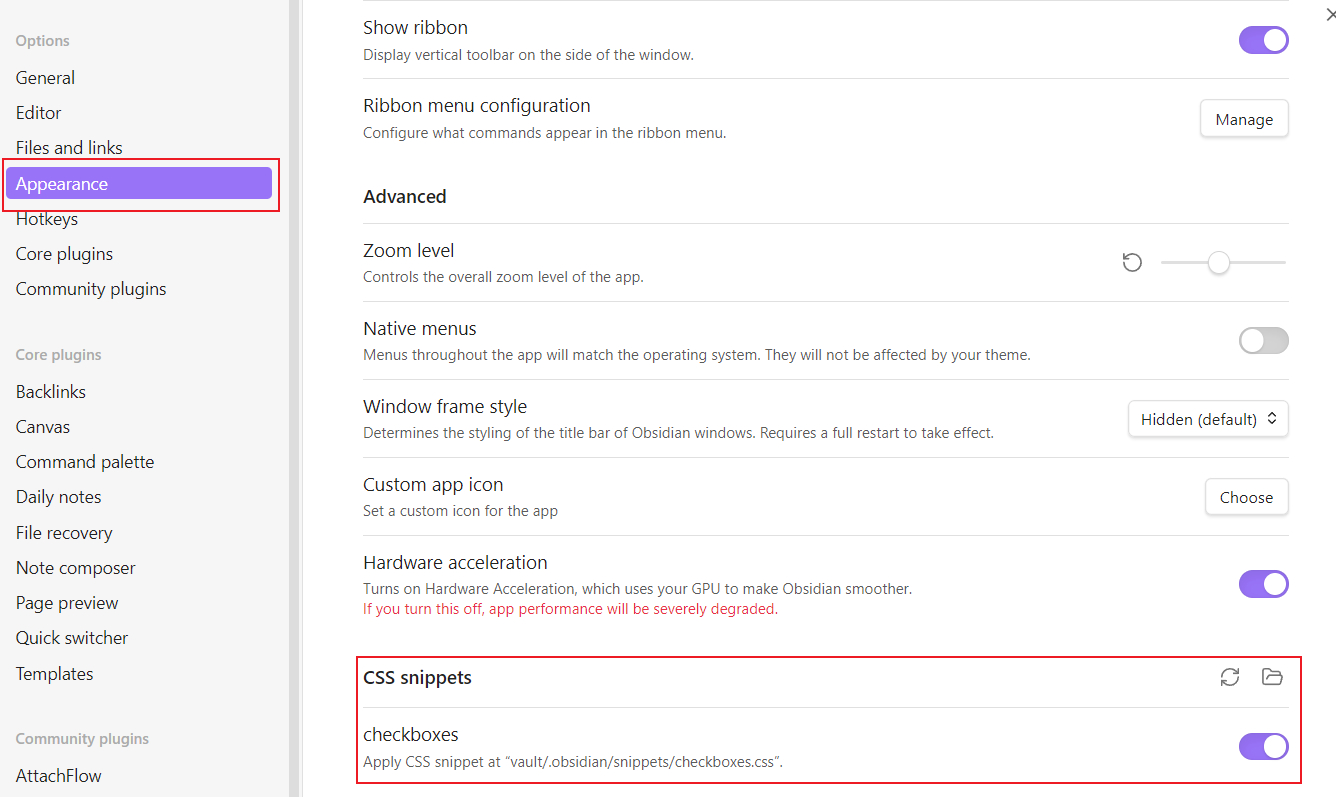 Options
General
Editor
Files and links
Appearance
Hotkeys
Core plugins
Community plugins
Core plugins
Backlinks
Canvas
Command palette
Daily notes
File recovery
Note composer
Page preview
Quick switcher
Templates
Community plugins
AttachFlow
Show ribbon
Display vertical toolbar on the side of the window.
Ribbon menu configuration
Configure what commands appear in the ribbon menu.
Manage
Advanced
Zoom level
Controls the overall zoom level of the app.
Native menus
Menus throughout the app will match the operating system. They will not be affected by your theme.
Window frame style
Determines the styling of the title bar of Obsidian windows. Requires a full restart to take effect.
Hidden (default)
Custom app icon
Set a custom icon for the app
Choose
Hardware acceleration
Turns on Hardware Acceleration, which uses your GPU to make Obsidian smoother.
If you turn this off, app performance will be severely degraded.
CSS snippets
checkboxes
Apply CSS snippet at “vault/.obsidian/snippets/checkboxes.css”.